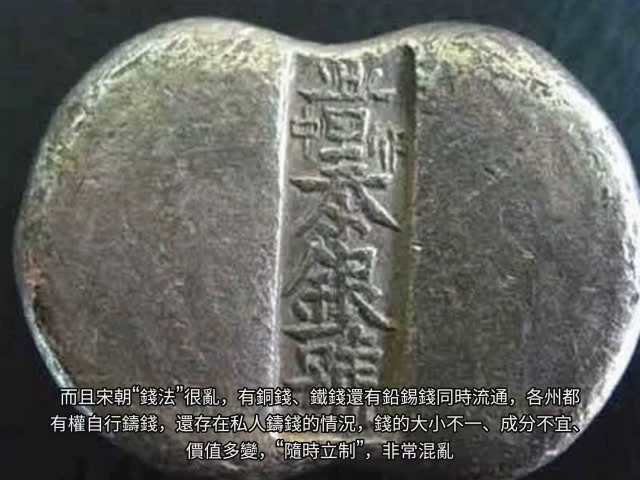 銀
而且宋朝“錢法”很亂，有銅錢、鐵錢還有鉛錫錢同時流通，各州都
有權自行鑄錢，還存在私人鑄錢的情況，錢的大小不一、成分不宜、
價值多變，“隨時立制”，非常混亂